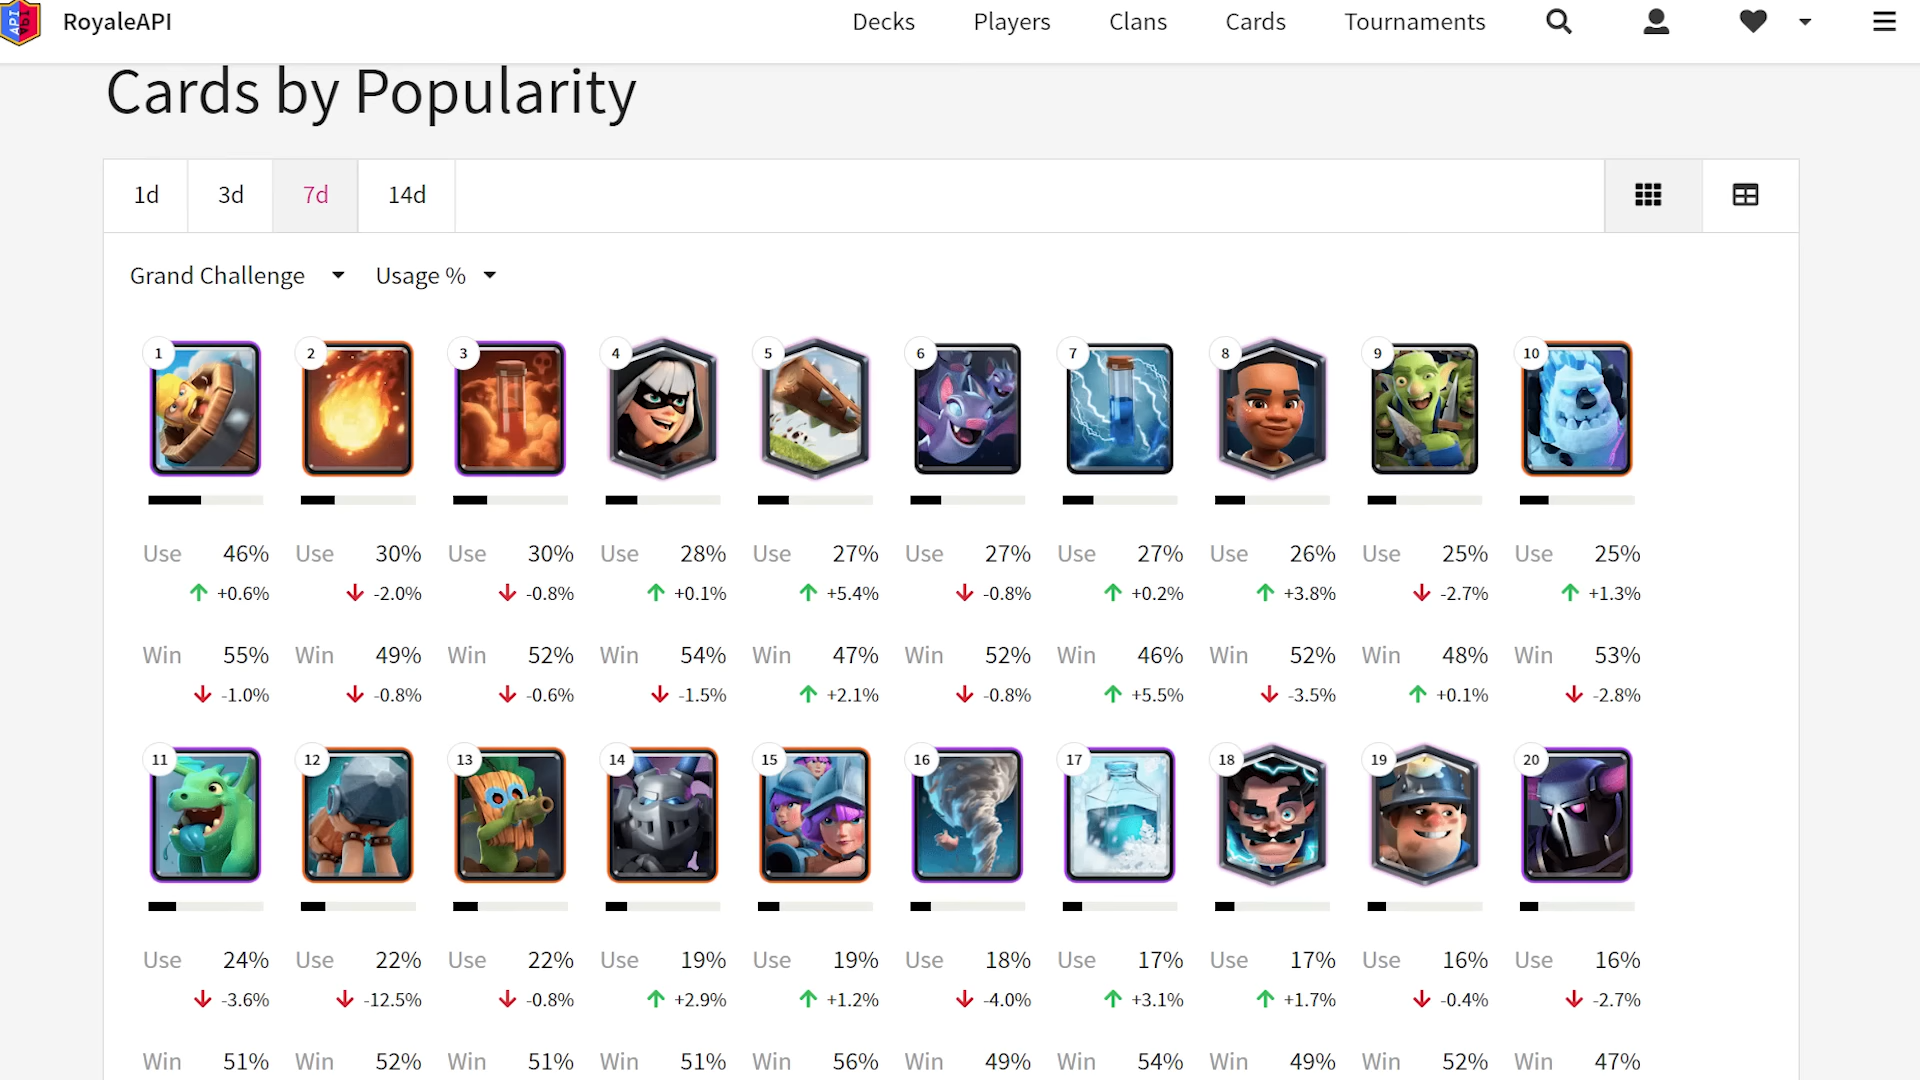 RoyaleAPI Decks Players Clans Cards Tournaments
Cards by Popularity
1d 3d 7d 14d
Grand Challenge Usage %
1 2 3 4 5 6 7 8 9 10
Use 46% Use 30% Use 30% Use 28% Use 27% Use 27% Use 27% Use 26% Use 25% Use 25%
+0.6% -2.0% -0.8% +0.1% +5.4% -0.8% +0.2% +3.8% -2.7% +1.3%
Win 55% Win 49% Win 52% Win 54% Win 47% Win 52% Win 46% Win 52% Win 48% Win 53%
-1.0% -0.8% -0.6% -1.5% +2.1% -0.8% +5.5% -3.5% +0.1% -2.8%
11 12 13 14 15 16 17 18 19 20
Use 24% Use 22% Use 22% Use 19% Use 19% Use 18% Use 17% Use 17% Use 16% Use 16%
-3.6% -12.5% -0.8% +2.9% +1.2% -4.0% +3.1% +1.7% -0.4% -2.7%
Win 51% Win 52% Win 51% Win 51% Win 56% Win 49% Win 54% Win 49% Win 52% Win 47%